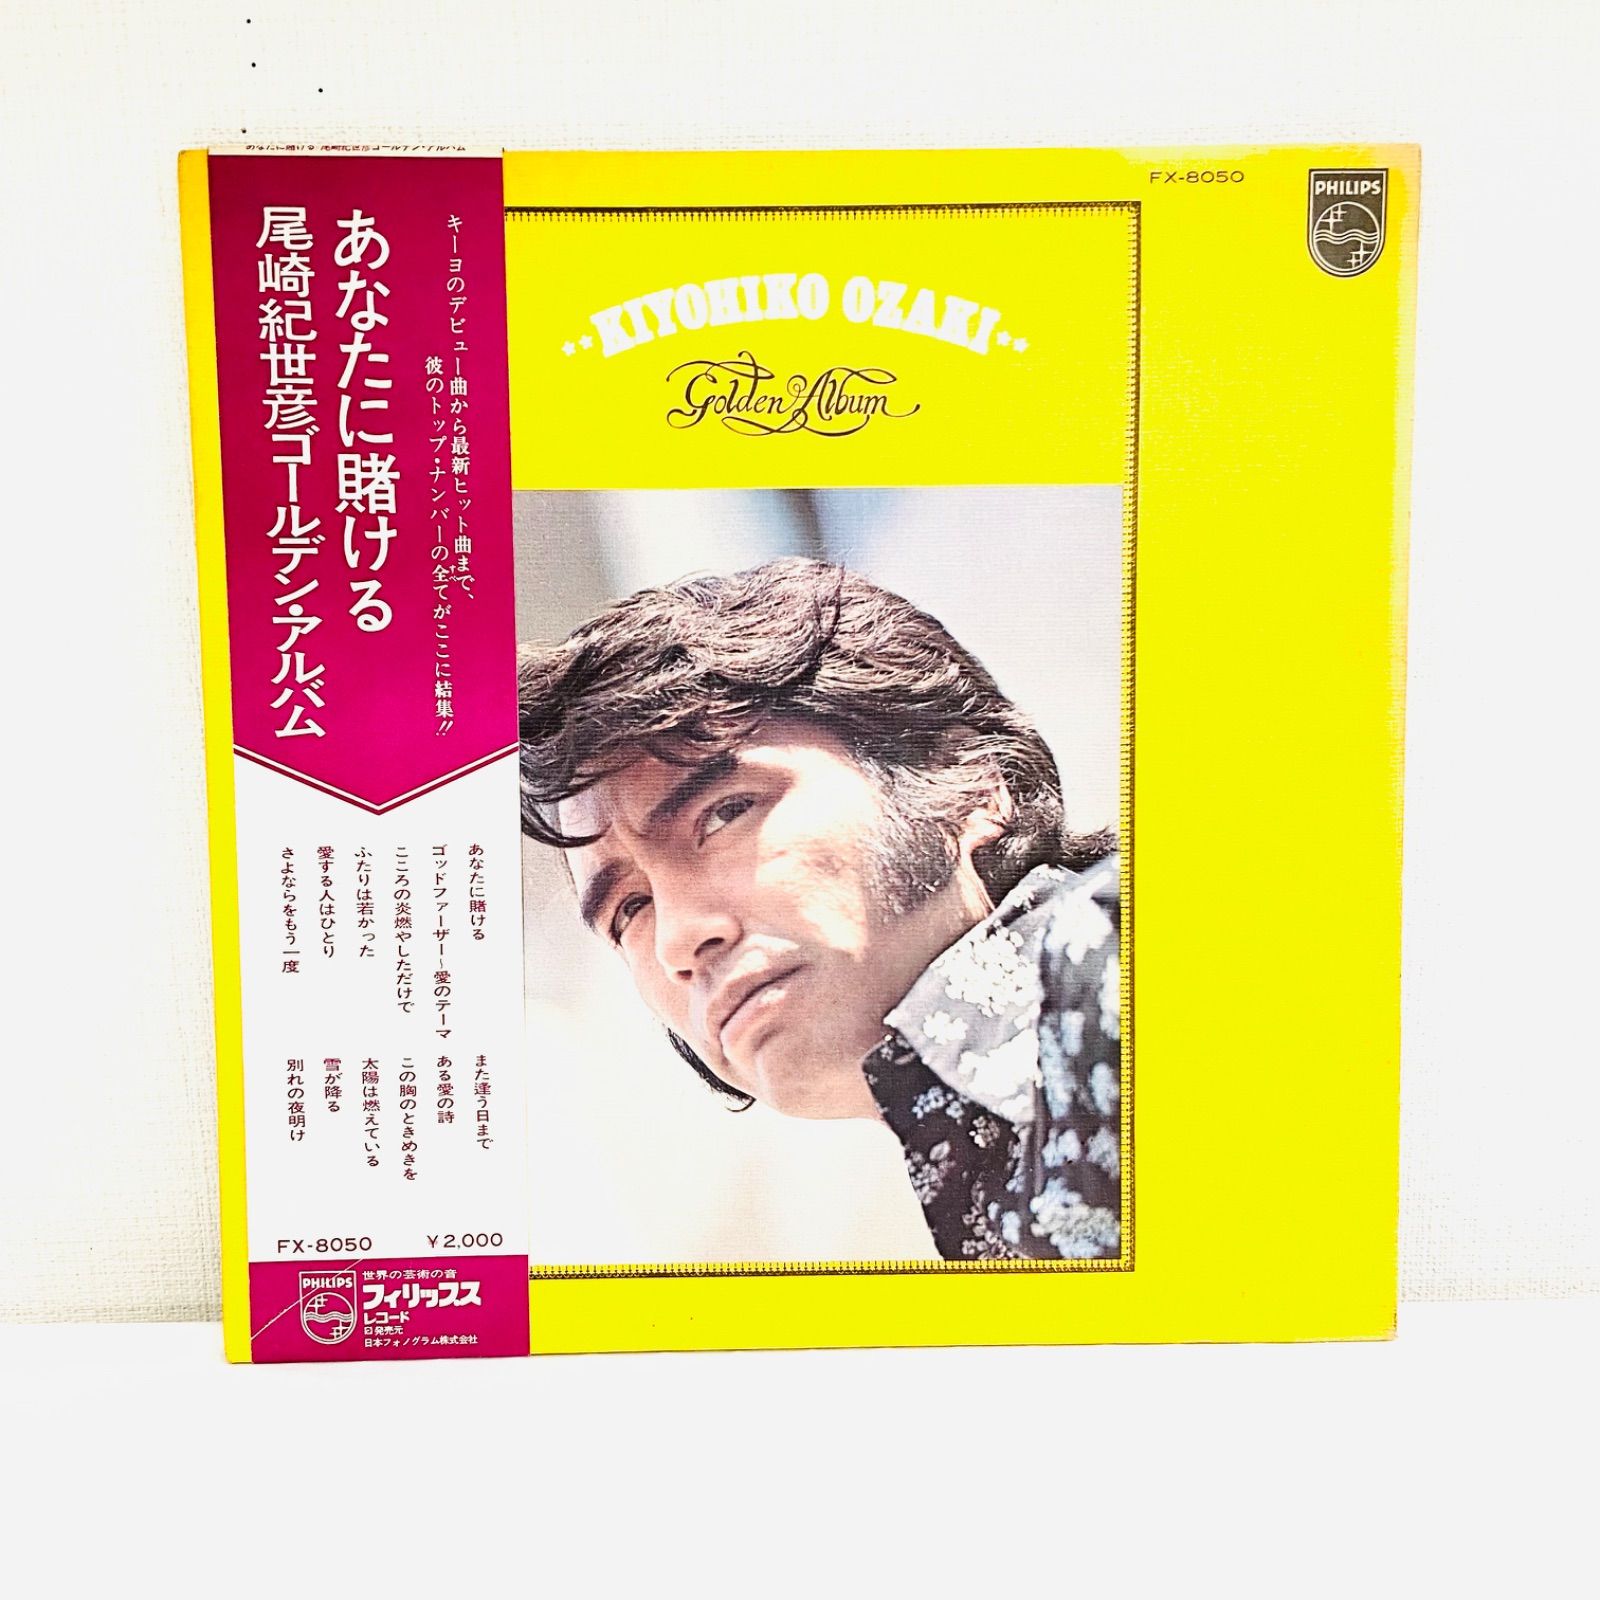 あなたに賭ける 尾崎紀世彦ゴールデン・アルバム
キーヨのデビュー曲から最新ヒット曲まで、
彼のトップ・ナンバーの全てがここに結集!!
すべ
あなたに賭ける
尾崎紀世彦ゴールデン・アルバム
あなたに賭ける
ゴッドファーザー~愛のテーマ
こころの炎燃やしただけで
ふたりは若かった
愛する人はひとり
さよならをもう一度
また逢う日まで
ある愛の詩
この胸のときめきを
太陽は燃えている
雪が降る
別れの夜明け
FX-8050 ¥2,000
PHILIPS
世界の芸術の音
フィリップス
レコード
発売元
日本フォノグラム株式会社
FX-8050
PHILIPS
KIYOHIKO OZAKI
Golden Album